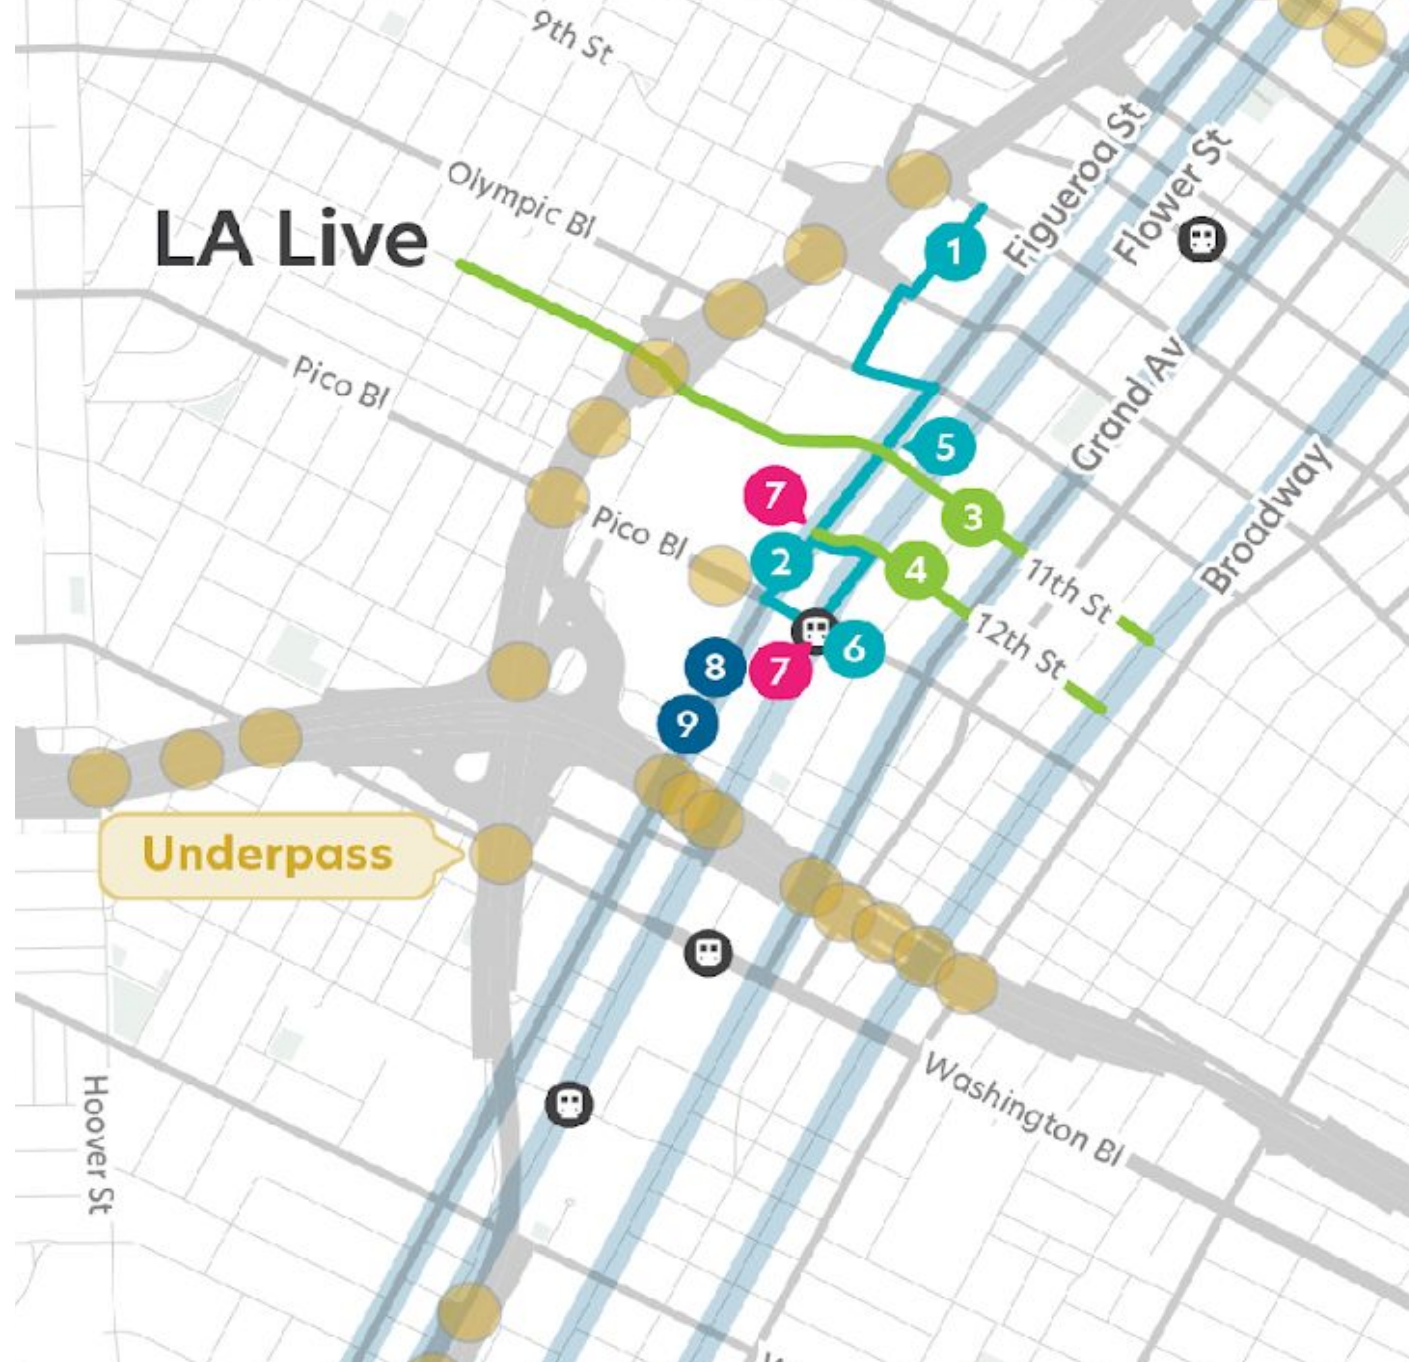 9th St
Olympic Bl
LA Live
Figueroa St
Flower St
1
Pico Bl
Grand Av
5
7
3
Pico Bl
2
4
11th St
Broadway
12th St
6
8
7
9
Underpass
Washington Bl
Hoover St